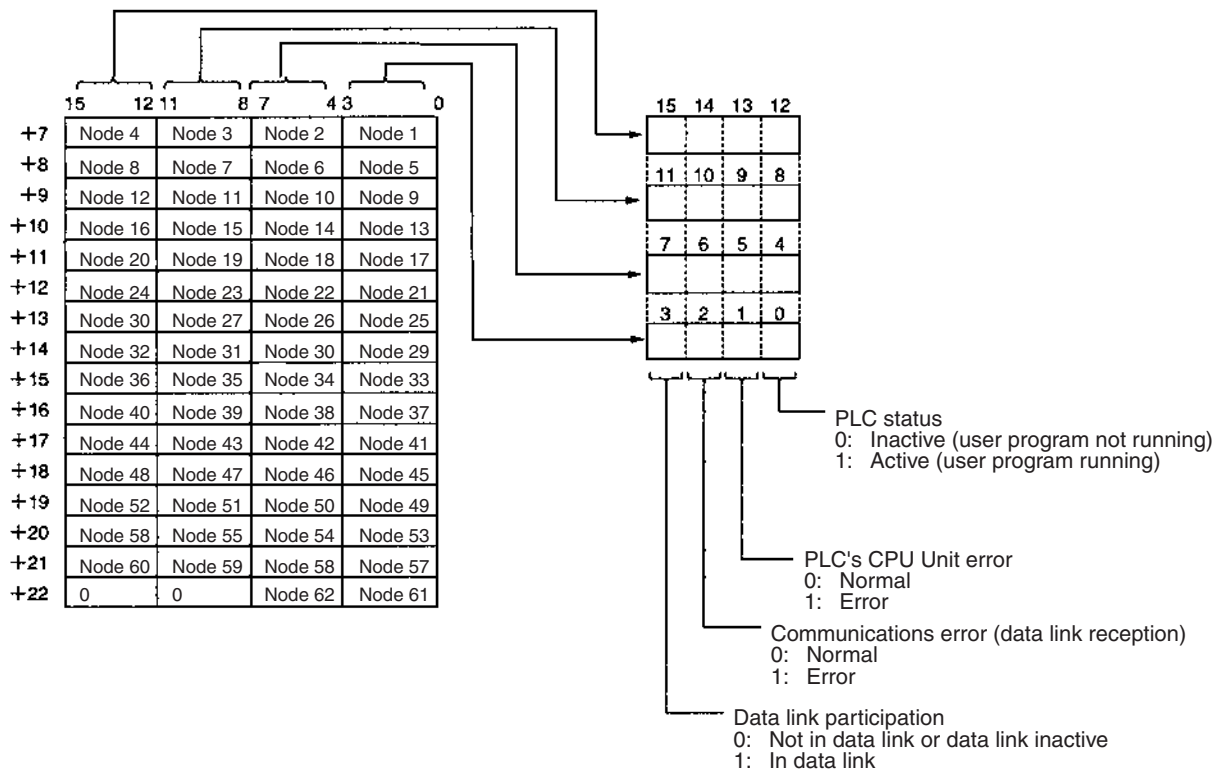 15 12 11 8 7 4 3 0
+7 Node 4 Node 3 Node 2 Node 1
+8 Node 8 Node 7 Node 6 Node 5
+9 Node 12 Node 11 Node 10 Node 9
+10 Node 16 Node 15 Node 14 Node 13
+11 Node 20 Node 19 Node 18 Node 17
+12 Node 24 Node 23 Node 22 Node 21
+13 Node 30 Node 27 Node 26 Node 25
+14 Node 32 Node 31 Node 30 Node 29
+15 Node 36 Node 35 Node 34 Node 33
+16 Node 40 Node 39 Node 38 Node 37
+17 Node 44 Node 43 Node 42 Node 41
+18 Node 48 Node 47 Node 46 Node 45
+19 Node 52 Node 51 Node 50 Node 49
+20 Node 58 Node 55 Node 54 Node 53
+21 Node 60 Node 59 Node 58 Node 57
+22 0 0 Node 62 Node 61
15 14 13 12
11 10 9 8
7 6 5 4
3 2 1 0
PLC status
0: Inactive (user program not running)
1: Active (user program running)
PLC's CPU Unit error
0: Normal
1: Error
Communications error (data link reception)
0: Normal
1: Error
Data link participation
0: Not in data link or data link inactive
1: In data link